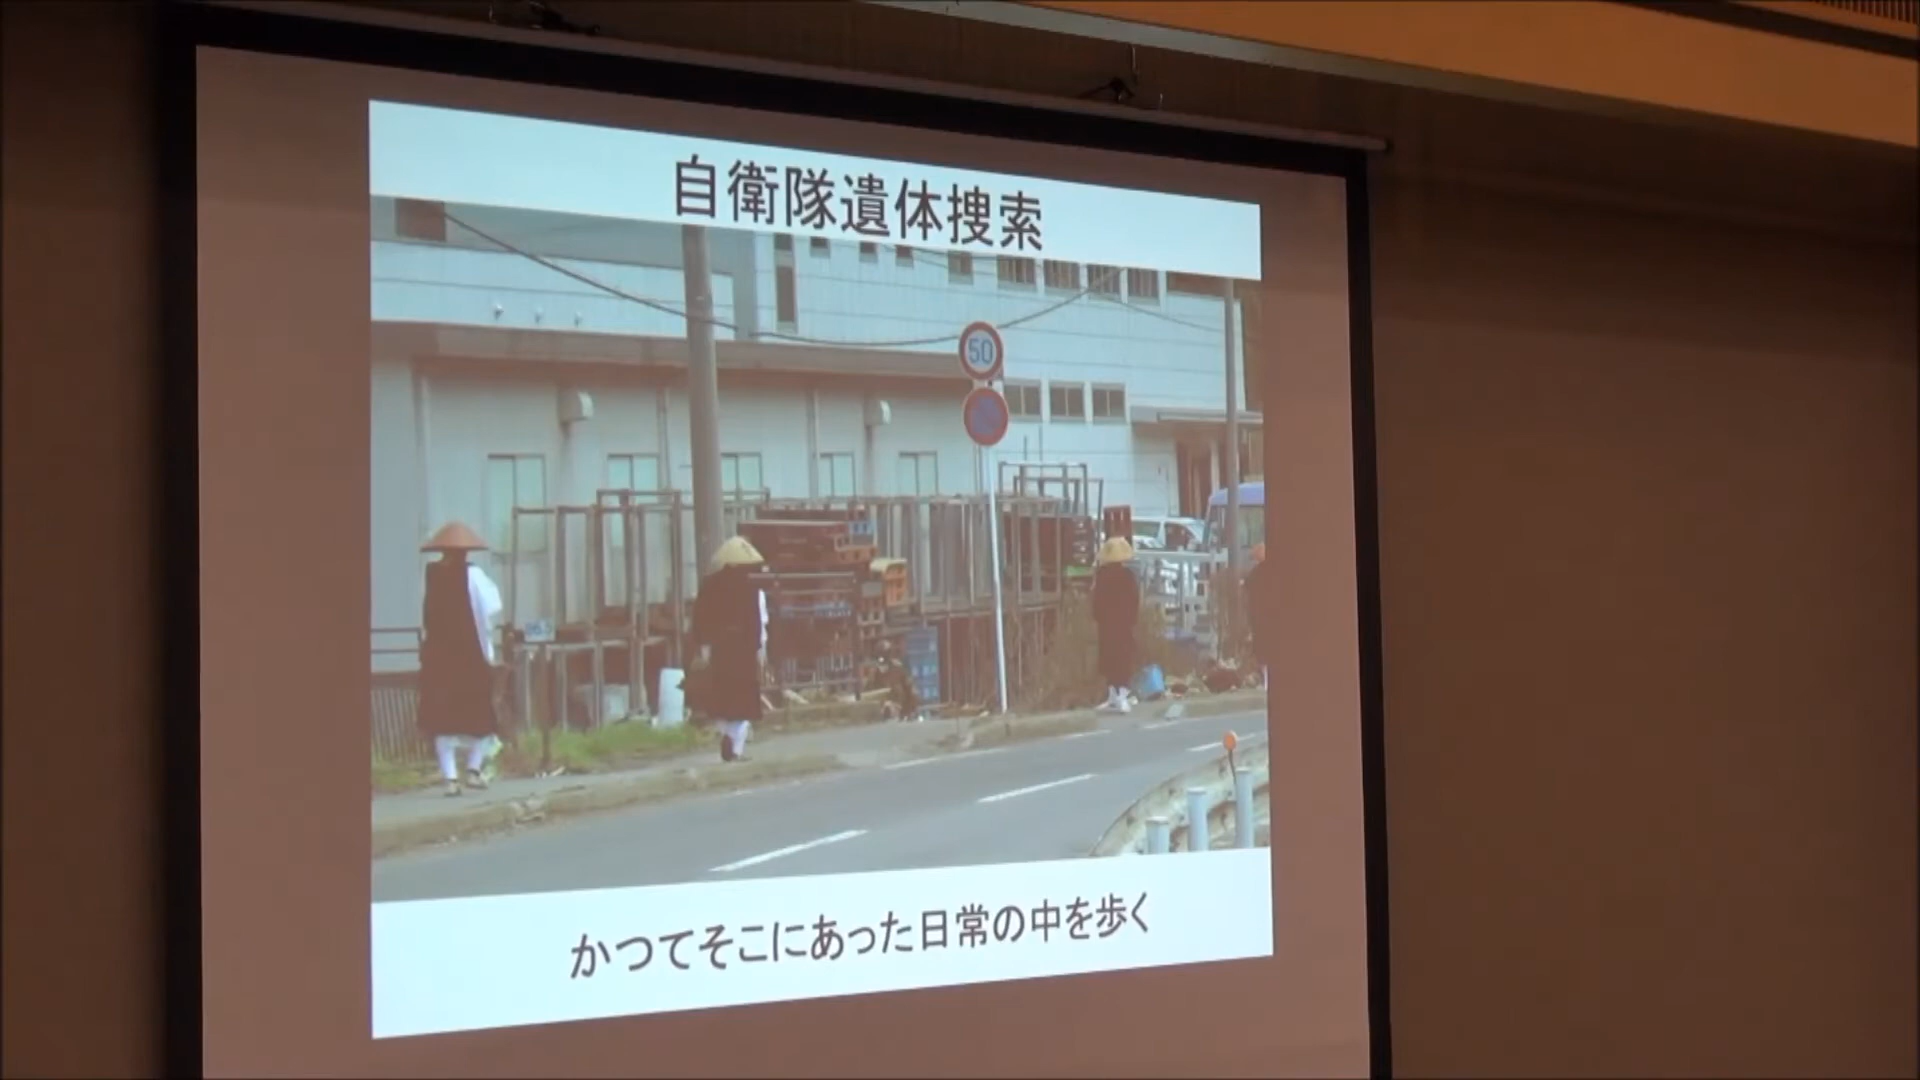 自衛隊遺体捜索
50
かつてそこにあった日常の中を歩く